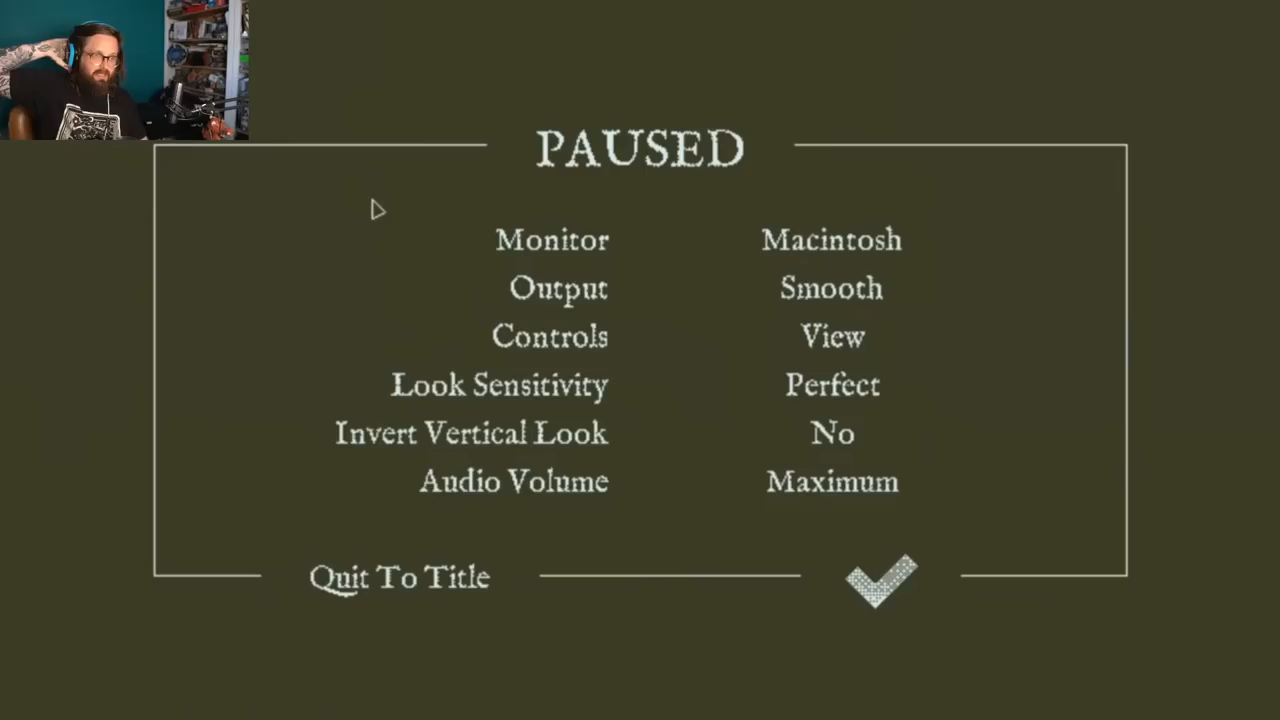 PAUSED
Monitor Macintosh
Output Smooth
Controls View
Look Sensitivity Perfect
Invert Vertical Look No
Audio Volume Maximum
Quit To Title